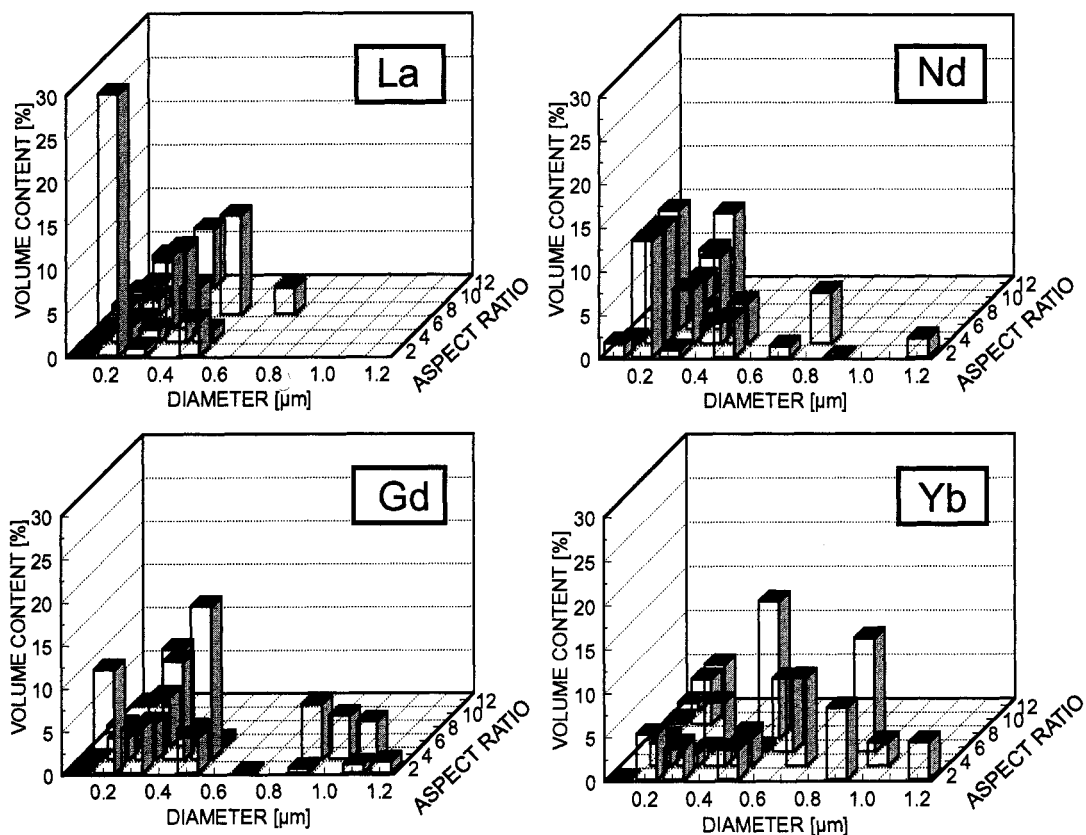 La
VOLUME CONTENT [%]
30
25
20
15
10
5
0
0.2 0.4 0.6 0.8 1.0 1.2
DIAMETER [µm]
2 4 6 8 10 12
ASPECT RATIO
Nd
VOLUME CONTENT [%]
30
25
20
15
10
5
0
0.2 0.4 0.6 0.8 1.0 1.2
DIAMETER [µm]
2 4 6 8 10 12
ASPECT RATIO
Gd
VOLUME CONTENT [%]
30
25
20
15
10
5
0
0.2 0.4 0.6 0.8 1.0 1.2
DIAMETER [µm]
2 4 6 8 10 12
ASPECT RATIO
Yb
VOLUME CONTENT [%]
30
25
20
15
10
5
0
0.2 0.4 0.6 0.8 1.0 1.2
DIAMETER [µm]
2 4 6 8 10 12
ASPECT RATIO